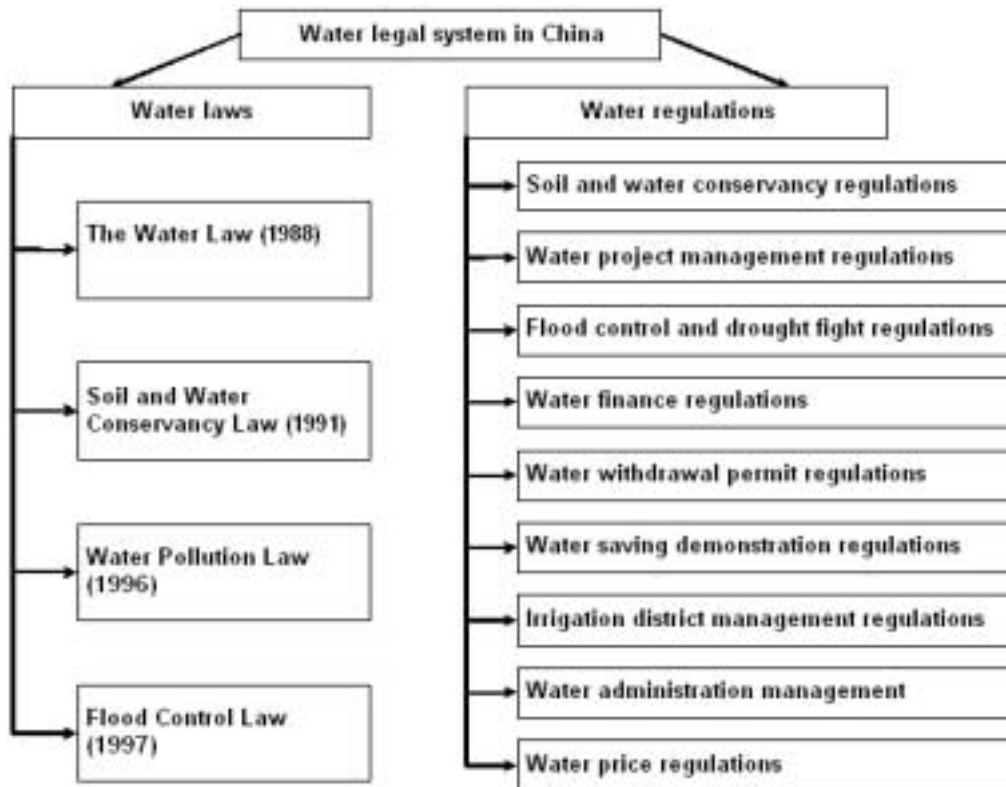 Water legal system in China
Water laws
The Water Law (1988)
Soil and Water
Conservancy Law (1991)
Water Pollution Law
(1996)
Flood Control Law
(1997)
Water regulations
Soil and water conservancy regulations
Water project management regulations
Flood control and drought fight regulations
Water finance regulations
Water withdrawal permit regulations
Water saving demonstration regulations
Irrigation district management regulations
Water administration management
Water price regulations